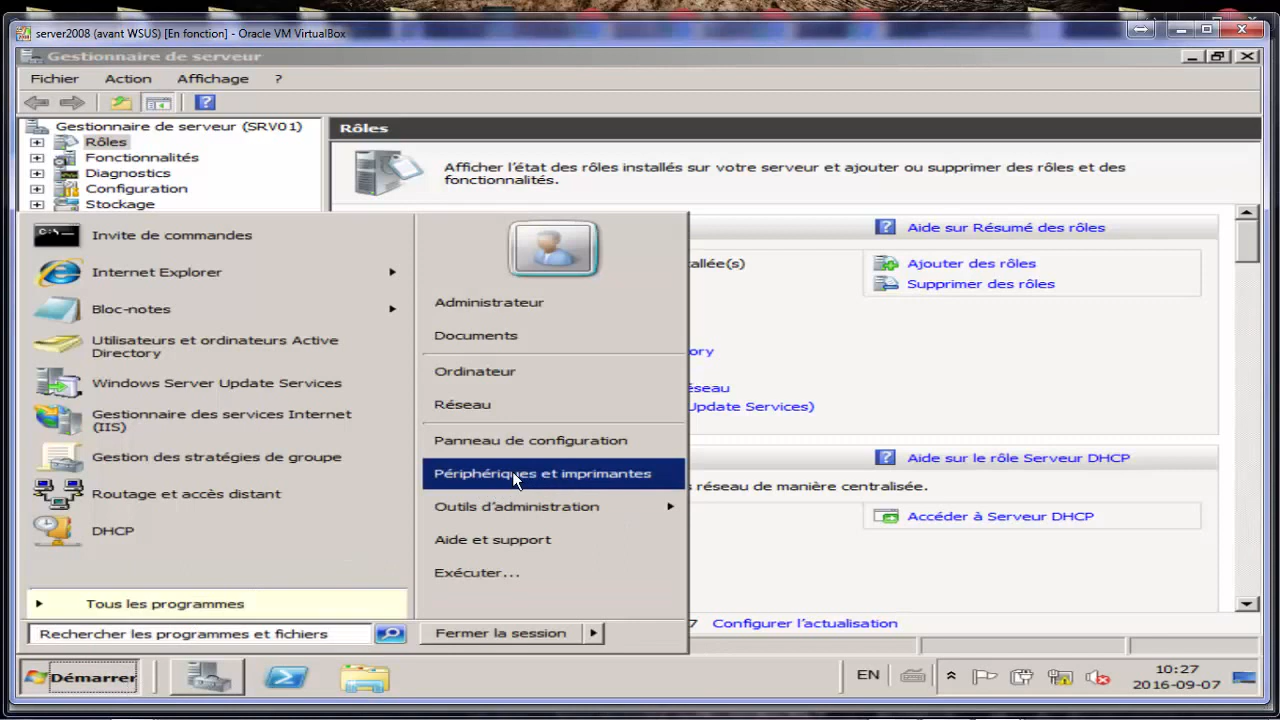 server2008 (avant WSUS) [En fonction] - Oracle VM VirtualBox
Gestionnaire de serveur
Fichier Action Affichage ?
Gestionnaire de serveur (SRV01)
Rôles
Fonctionnalités
Diagnostics
Configuration
Stockage
Rôles
Afficher l'état des rôles installés sur votre serveur et ajouter ou supprimer des rôles et des
fonctionnalités.
Invite de commandes
Internet Explorer
Bloc-notes
Utilisateurs et ordinateurs Active
Directory
Windows Server Update Services
Gestionnaire des services Internet
(IIS)
Gestion des stratégies de groupe
Routage et accès distant
DHCP
Tous les programmes
Rechercher les programmes et fichiers
Administrateur
Documents
Ordinateur
Réseau
Panneau de configuration
Périphériques et imprimantes
Outils d'administration
Aide et support
Exécuter...
Fermer la session
Aide sur Résumé des rôles
allée(s)
Ajouter des rôles
Supprimer des rôles
ory
éseau
Update Services)
Aide sur le rôle Serveur DHCP
réseau de manière centralisée.
Accéder à Serveur DHCP
7 Configurer l'actualisation
Démarrer
EN
10:27
2016-09-07